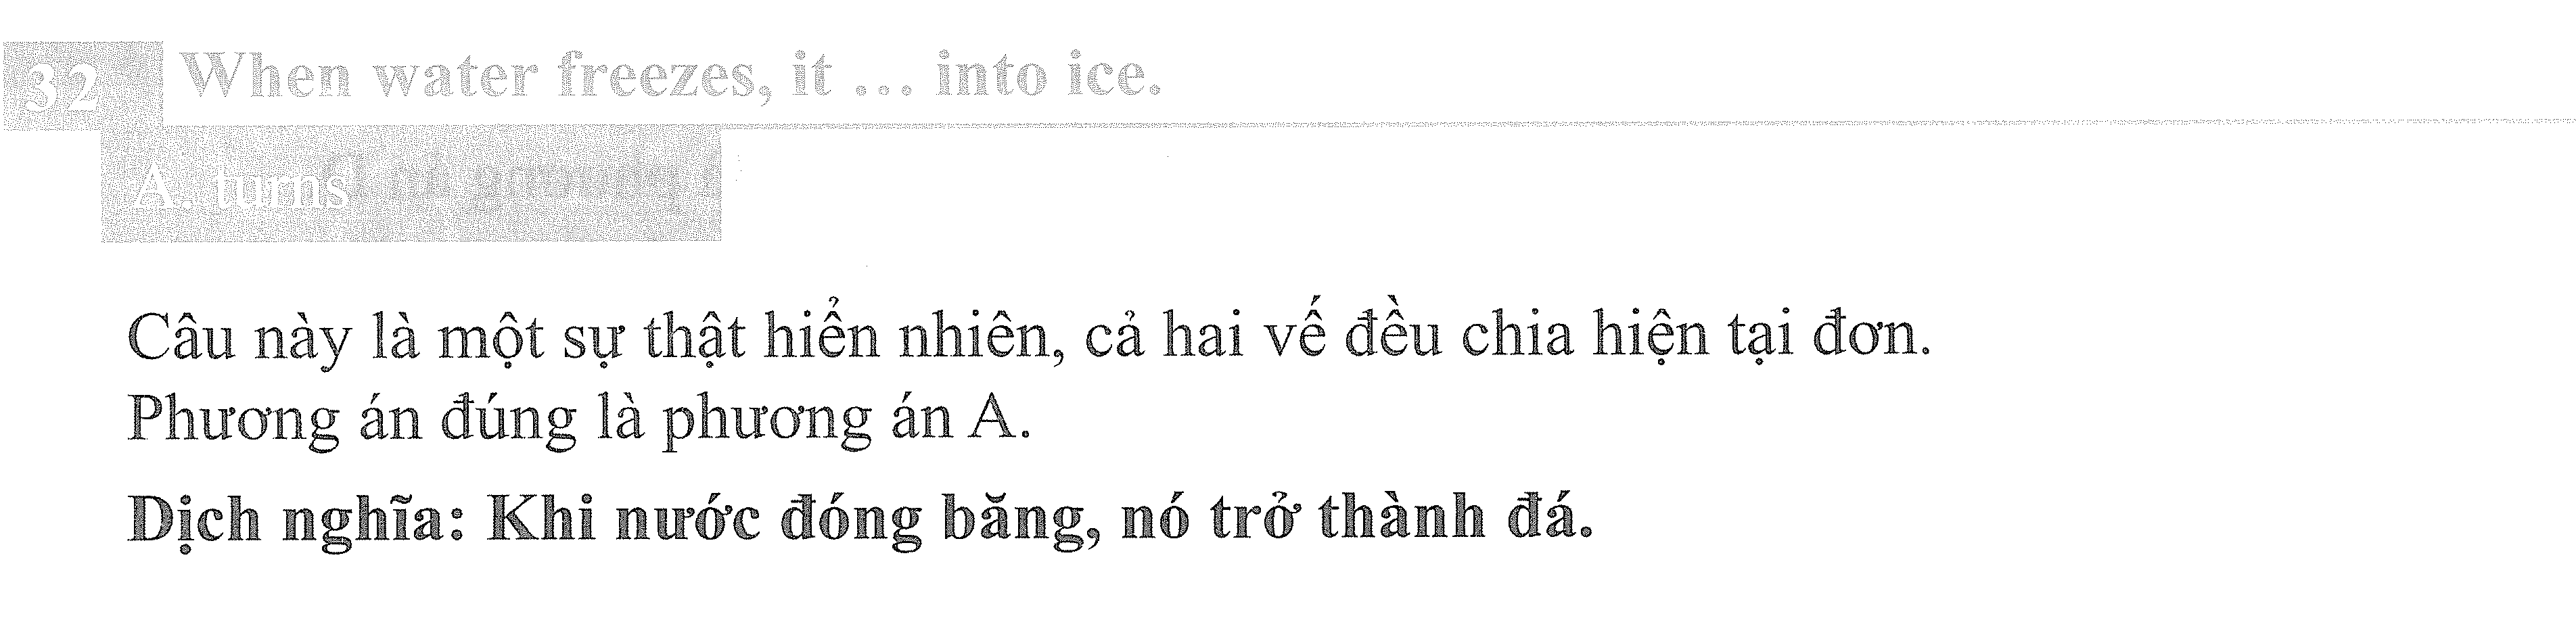 32 When water freezes, it ... into ice.
A. turns
Câu này là một sự thật hiển nhiên, cả hai vế đều chia hiện tại đơn.
Phương án đúng là phương án A.
Dịch nghĩa: Khi nước đóng băng, nó trở thành đá.